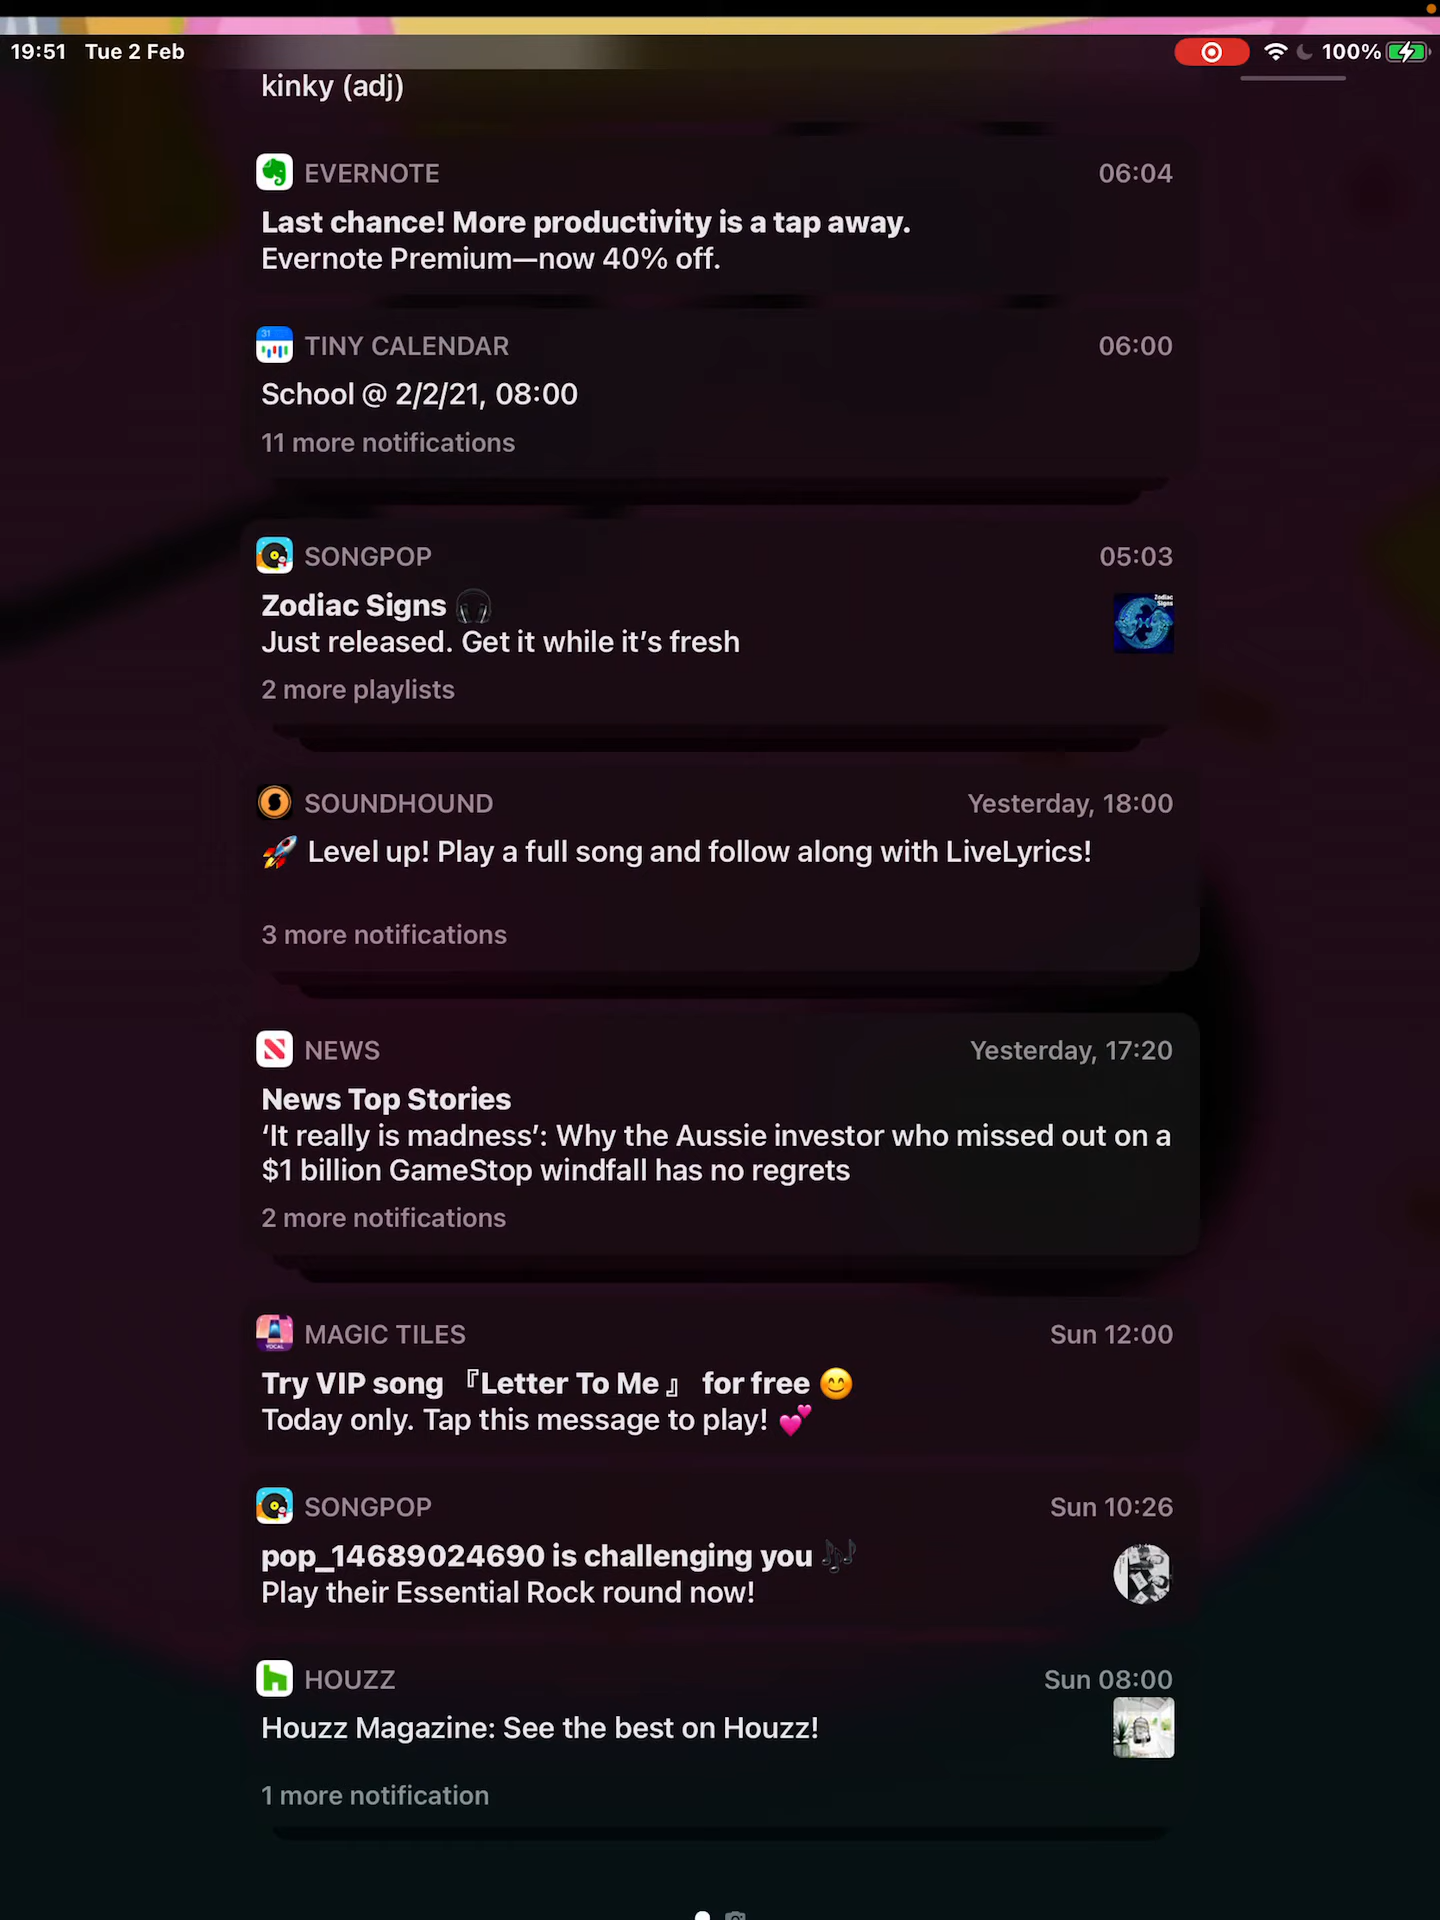 19:51 Tue 2 Feb 100%
kinky (adj)
EVERNOTE 06:04
Last chance! More productivity is a tap away.
Evernote Premium—now 40% off.
31
TINY CALENDAR 06:00
School @ 2/2/21, 08:00
11 more notifications
SONGPOP 05:03
Zodiac Signs 🎧
Just released. Get it while it’s fresh
Zodiac
Signs
2 more playlists
SOUNDHOUND Yesterday, 18:00
🚀 Level up! Play a full song and follow along with LiveLyrics!
3 more notifications
NEWS Yesterday, 17:20
News Top Stories
‘It really is madness’: Why the Aussie investor who missed out on a
$1 billion GameStop windfall has no regrets
2 more notifications
VOCAL
MAGIC TILES Sun 12:00
Try VIP song 『Letter To Me』 for free 😊
Today only. Tap this message to play! 💕
SONGPOP Sun 10:26
pop_14689024690 is challenging you 🎶
Play their Essential Rock round now!
HOUZZ Sun 08:00
Houzz Magazine: See the best on Houzz!
1 more notification